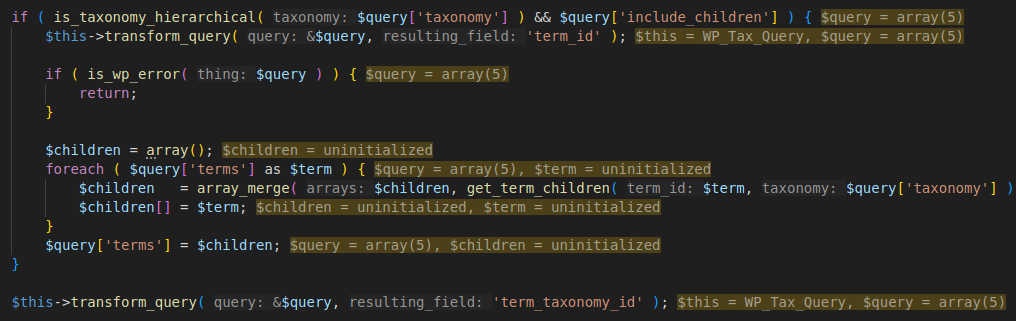 if ( is_taxonomy_hierarchical( taxonomy: $query['taxonomy'] ) && $query['include_children'] ) { $query = array(5)
$this->transform_query( query: &$query, resulting_field: 'term_id' ); $this = WP_Tax_Query, $query = array(5)
if ( is_wp_error( thing: $query ) ) { $query = array(5)
return;
}
$children = array(); $children = uninitialized
foreach ( $query['terms'] as $term ) { $query = array(5), $term = uninitialized
$children = array_merge( arrays: $children, get_term_children( term_id: $term, taxonomy: $query['taxonomy'] )
$children[] = $term; $children = uninitialized, $term = uninitialized
}
$query['terms'] = $children; $query = array(5), $children = uninitialized
}
$this->transform_query( query: &$query, resulting_field: 'term_taxonomy_id' ); $this = WP_Tax_Query, $query = array(5)